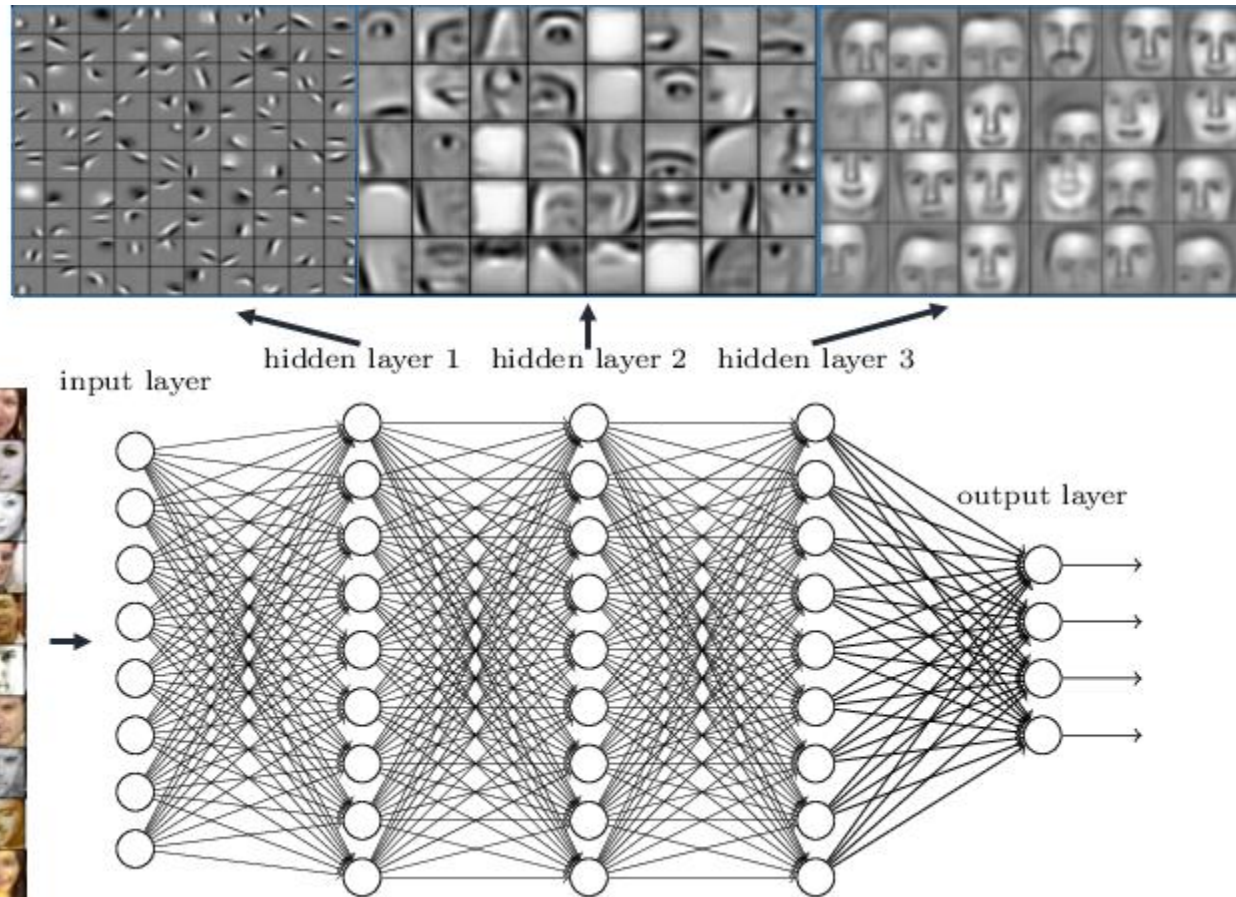 hidden layer 1
hidden layer 2
hidden layer 3
input layer
output layer